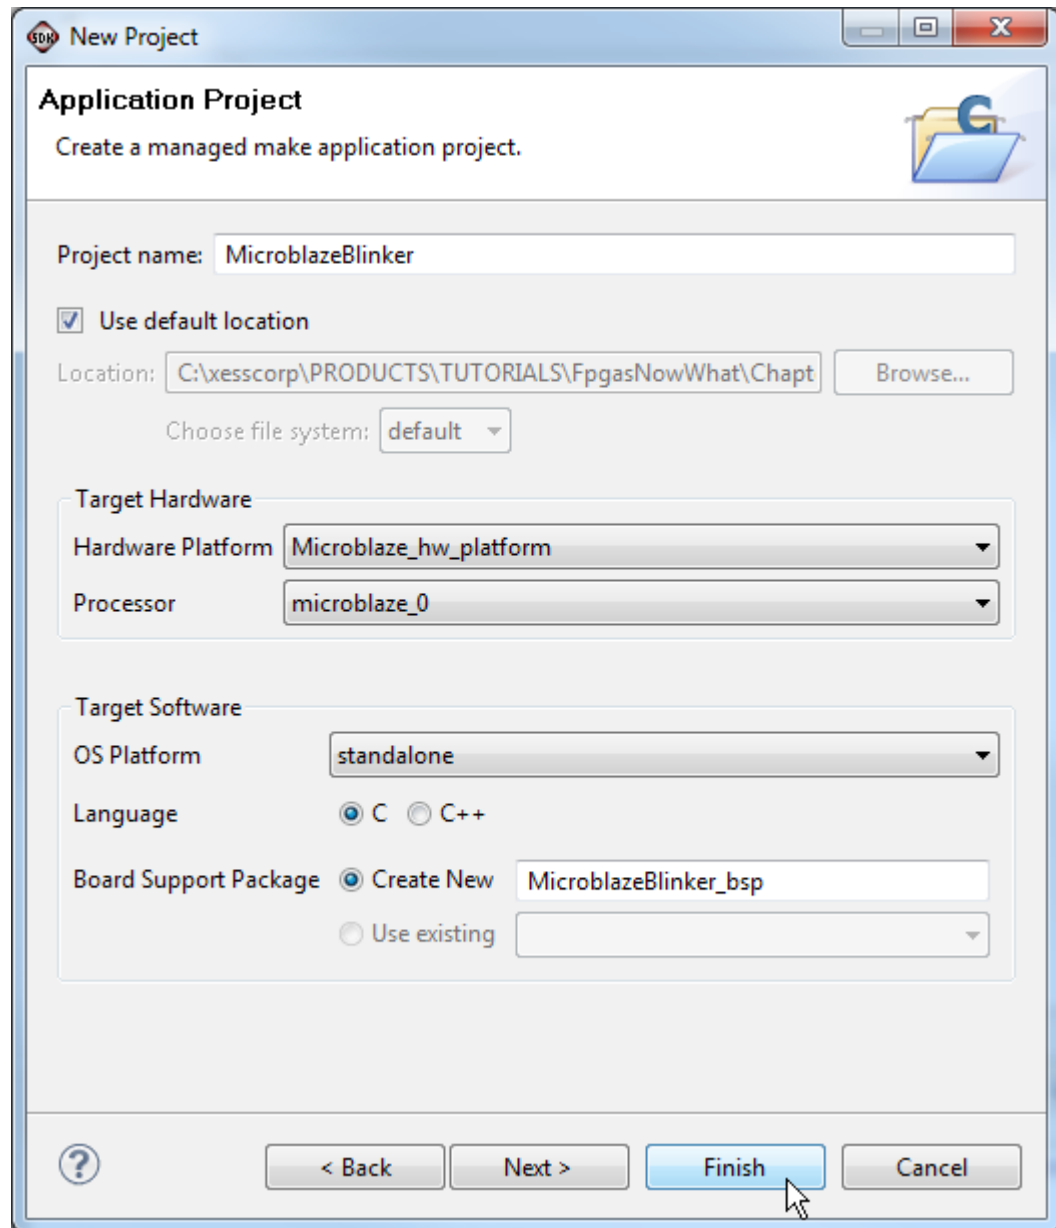 SDK New Project
Application Project
Create a managed make application project.
C
Project name: MicroblazeBlinker
Use default location
Location: C:\xesscorp\PRODUCTS\TUTORIALS\FpgasNowWhat\Chapt Browse...
Choose file system: default
Target Hardware
Hardware Platform Microblaze_hw_platform
Processor microblaze_0
Target Software
OS Platform standalone
Language C C++
Board Support Package Create New MicroblazeBlinker_bsp
Use existing
? < Back Next > Finish Cancel